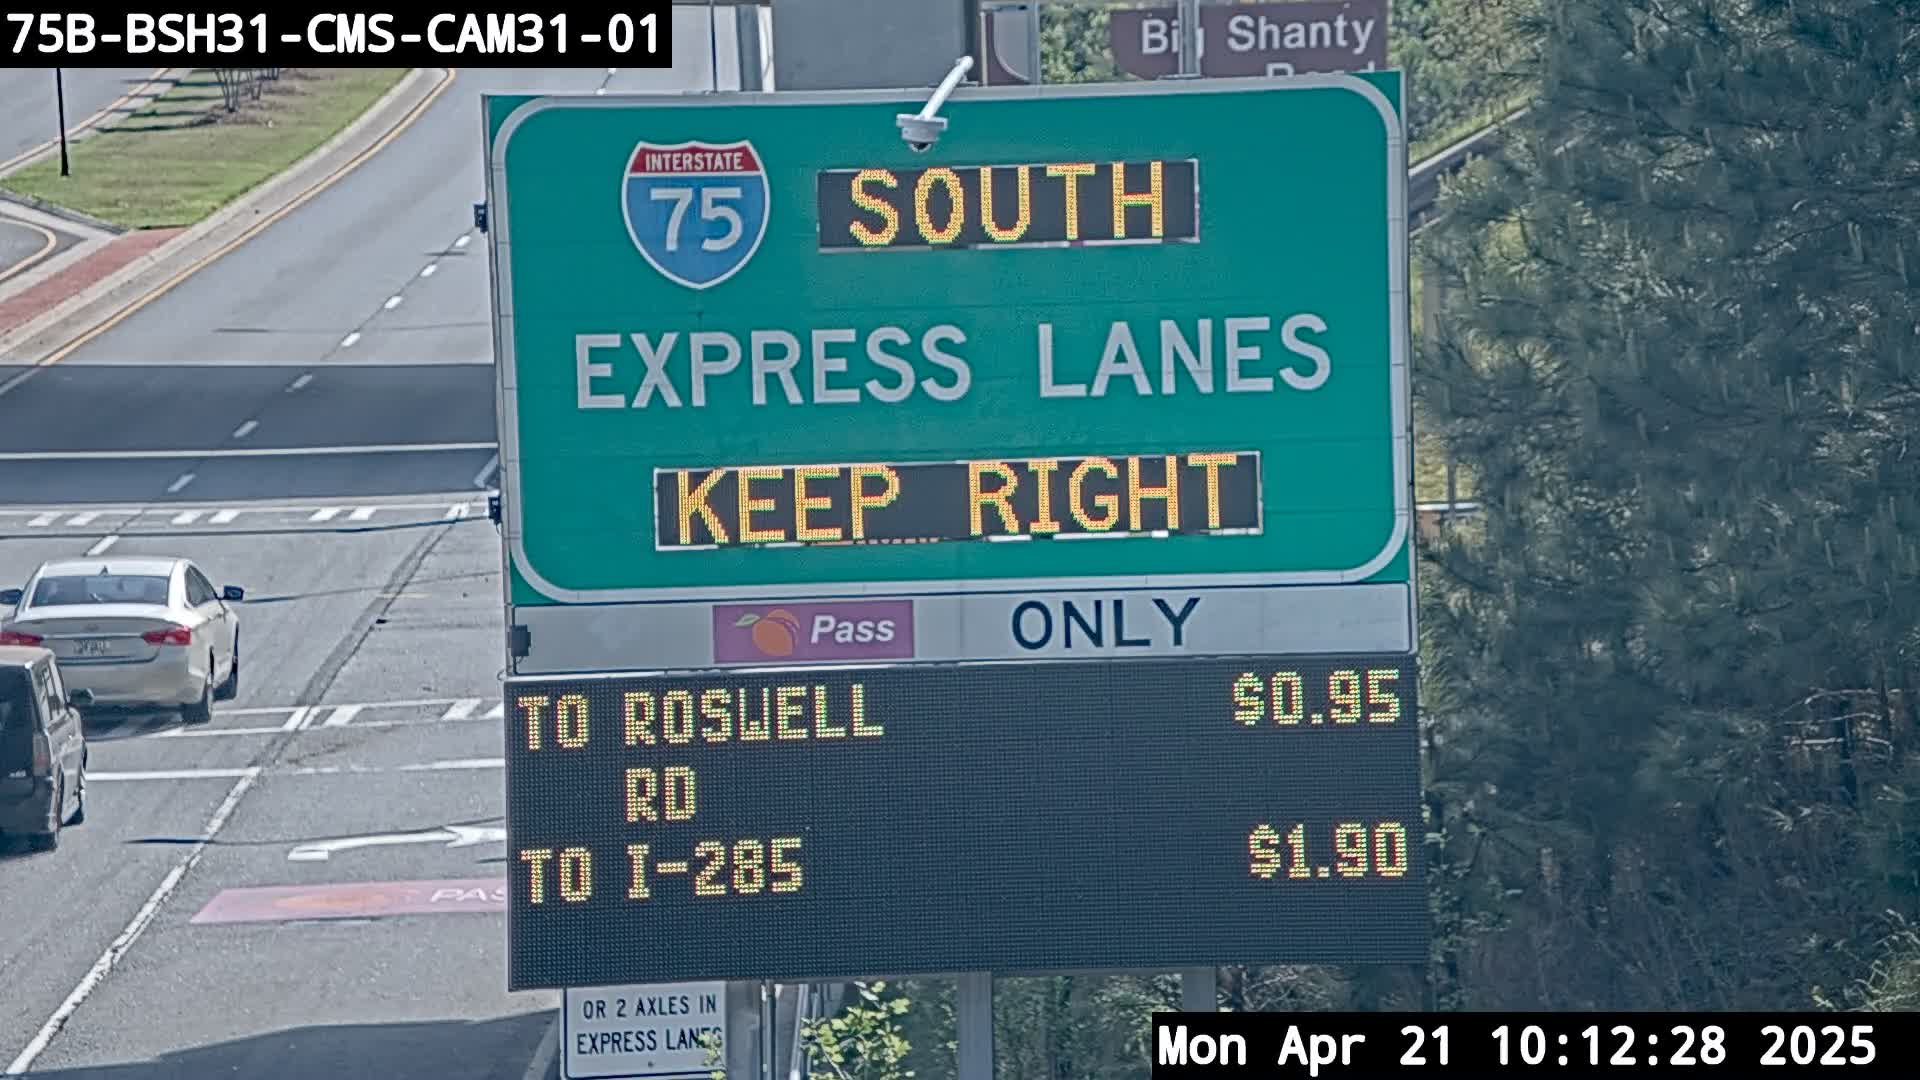 75B-BSH31-CMS-CAM31-01
Big Shanty
Road
INTERSTATE
75
SOUTH
EXPRESS LANES
KEEP RIGHT
Pass
ONLY
TO ROSWELL $0.95
RD
TO I-285 $1.90
PAS
OR 2 AXLES IN
EXPRESS LANES
Mon Apr 21 10:12:28 2025